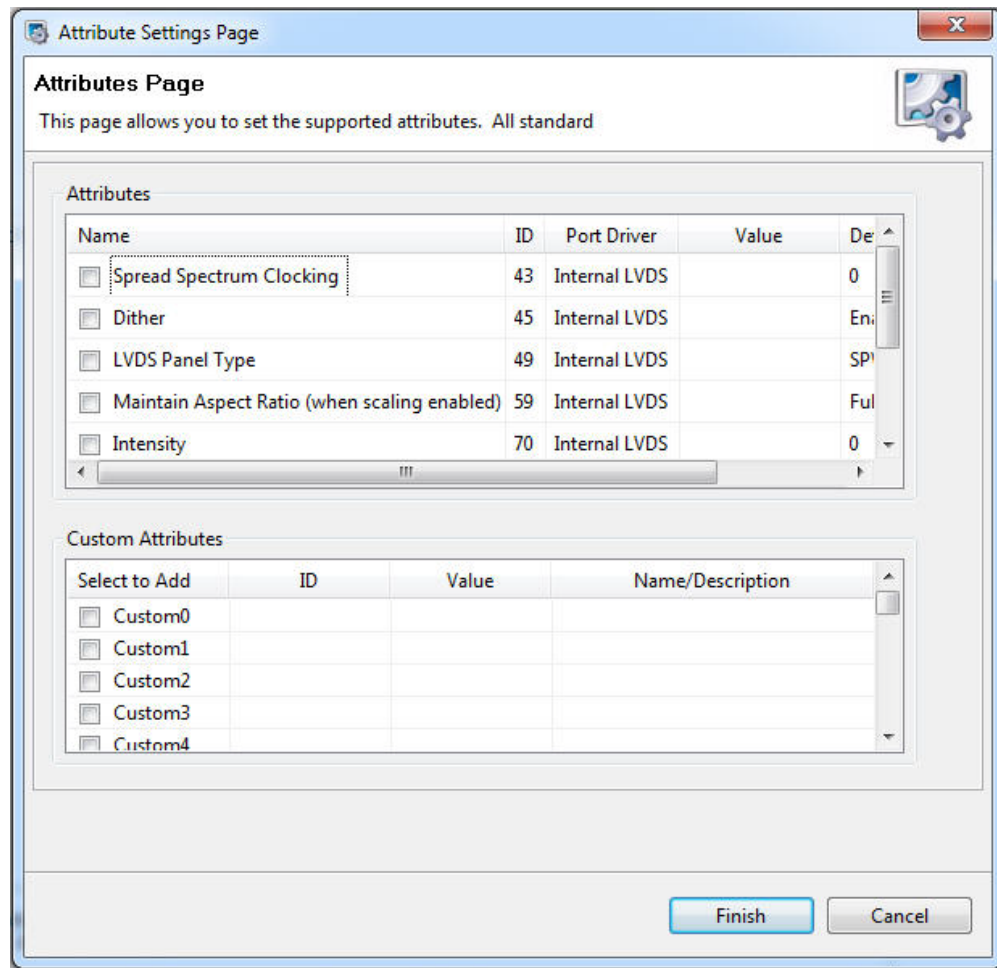 Attribute Settings Page
Attributes Page
This page allows you to set the supported attributes.  All standard
Attributes
Name ID Port Driver Value
Spread Spectrum Clocking 43 Internal LVDS 0
Dither 45 Internal LVDS
LVDS Panel Type 49 Internal LVDS
Maintain Aspect Ratio (when scaling enabled) 59 Internal LVDS
Intensity 70 Internal LVDS 0
Custom Attributes
Select to Add ID Value Name/Description
Custom0
Custom1
Custom2
Custom3
Custom4
Finish Cancel